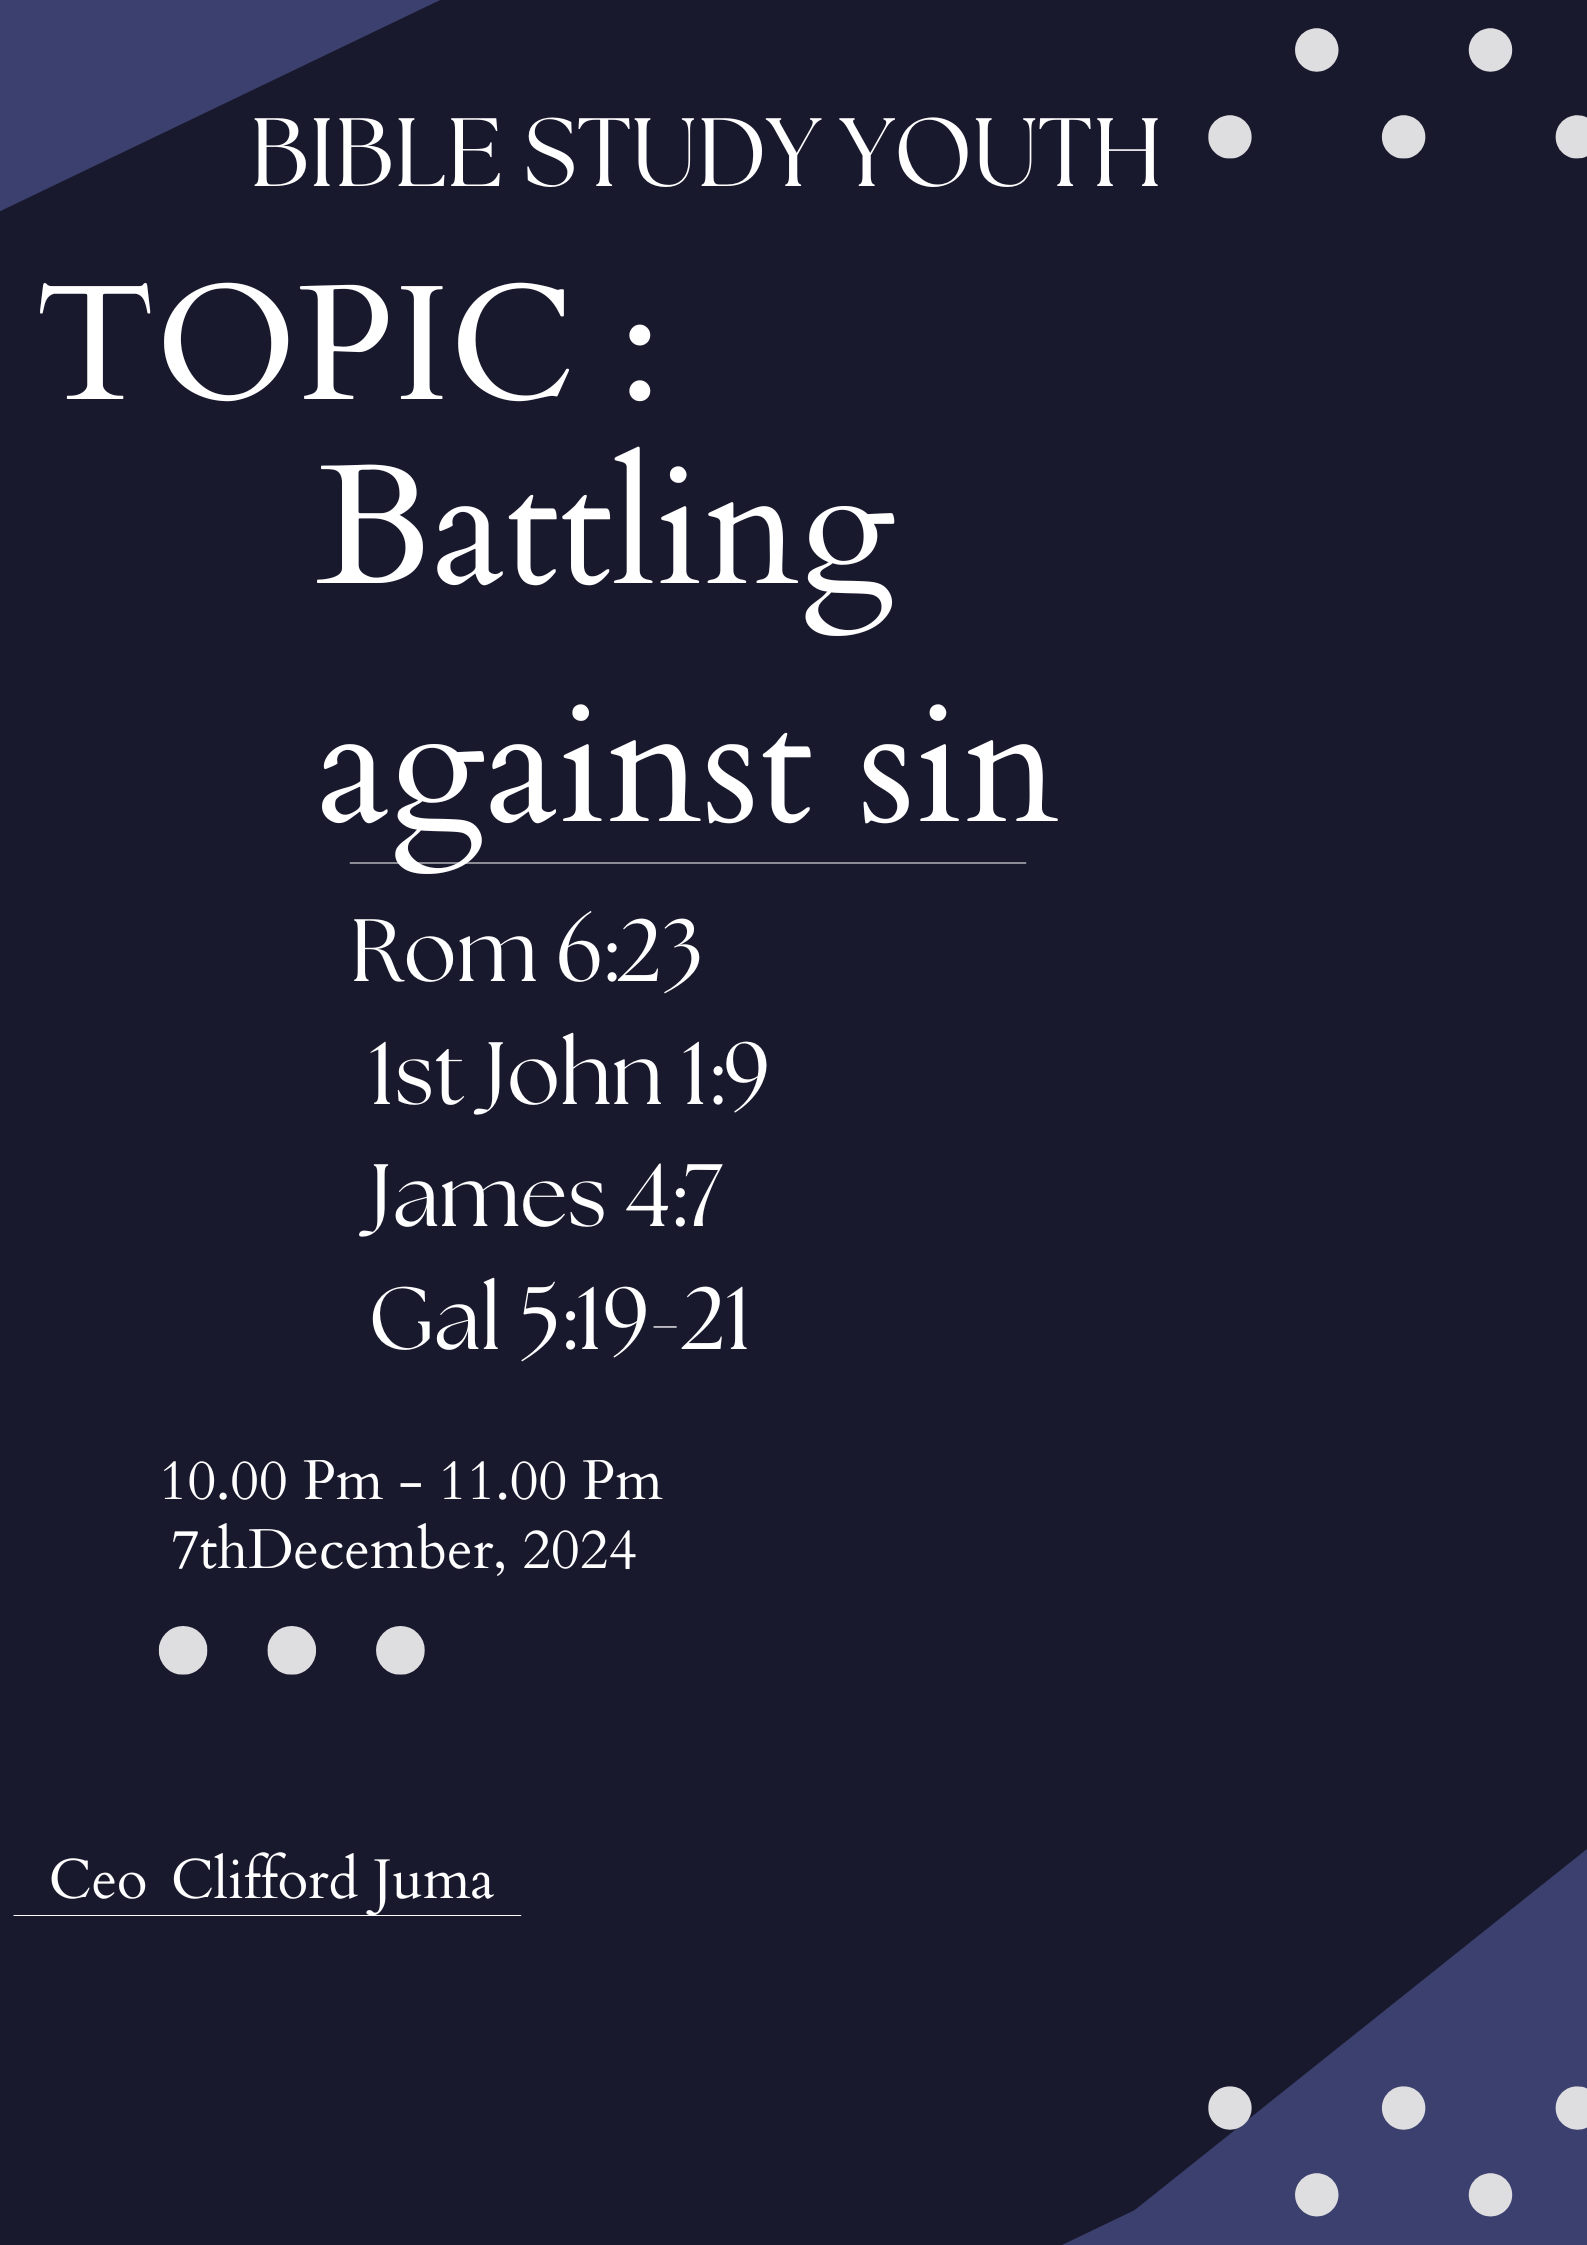 BIBLE STUDY YOUTH
TOPIC :
Battling
against sin
Rom 6:23
1st John 1:9
James 4:7
Gal 5:19-21
10.00 Pm - 11.00 Pm
7thDecember, 2024
Ceo Clifford Juma